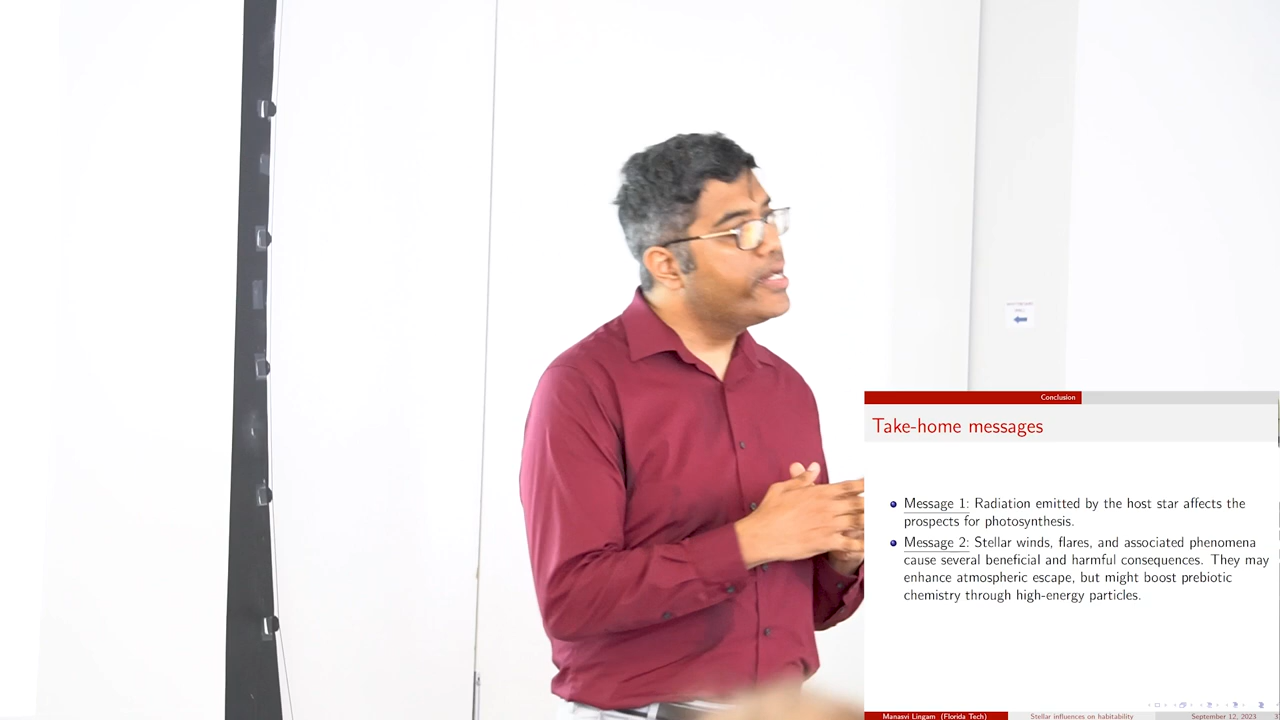 Conclusion
Take-home messages
Message 1: Radiation emitted by the host star affects the
prospects for photosynthesis.
Message 2: Stellar winds, flares, and associated phenomena
cause several beneficial and harmful consequences. They may
enhance atmospheric escape, but might boost prebiotic
chemistry through high-energy particles.
Manasvi Lingam (Florida Tech)
Stellar influences on habitability
September 12, 2023